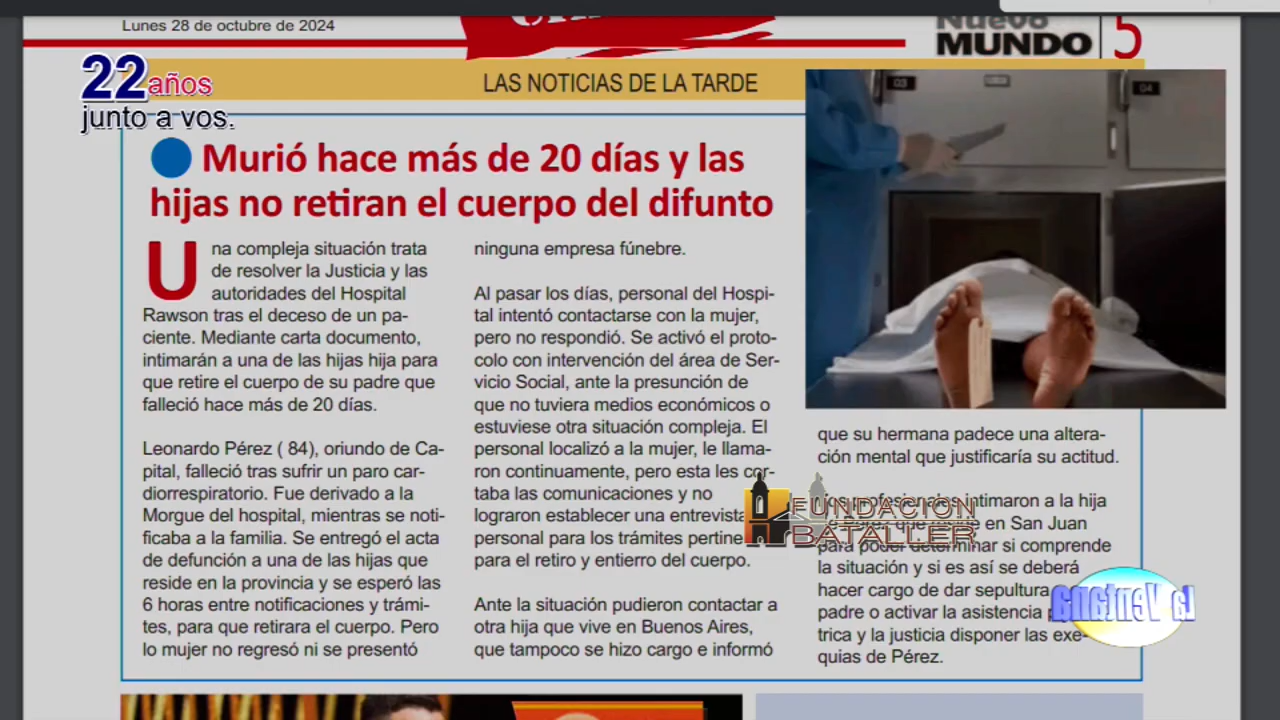 Lunes 28 de octubre de 2024
Nuevo
MUNDO
5
22 años
junto a vos.
LAS NOTICIAS DE LA TARDE
03
04
Murió hace más de 20 días y las
hijas no retiran el cuerpo del difunto
Una compleja situación trata
de resolver la Justicia y las
autoridades del Hospital
Rawson tras el deceso de un pa-
ciente. Mediante carta documento,
intimarán a una de las hijas hija para
que retire el cuerpo de su padre que
falleció hace más de 20 días.
Leonardo Pérez ( 84), oriundo de Ca-
pital, falleció tras sufrir un paro car-
diorrespiratorio. Fue derivado a la
Morgue del hospital, mientras se noti-
ficaba a la familia. Se entregó el acta
de defunción a una de las hijas que
reside en la provincia y se esperó las
6 horas entre notificaciones y trámi-
tes, para que retirara el cuerpo. Pero
lo mujer no regresó ni se presentó
ninguna empresa fúnebre.
Al pasar los días, personal del Hospi-
tal intentó contactarse con la mujer,
pero no respondió. Se activó el proto-
colo con intervención del área de Ser-
vicio Social, ante la presunción de
que no tuviera medios económicos o
estuviese otra situación compleja. El
personal localizó a la mujer, le llama-
ron continuamente, pero esta les cor-
taba las comunicaciones y no
lograron establecer una entrevista
personal para los trámites pertine
para el retiro y entierro del cuerpo.
Ante la situación pudieron contactar a
otra hija que vive en Buenos Aires,
que tampoco se hizo cargo e informó
que su hermana padece una altera-
ción mental que justificaría su actitud.
profesionales intimaron a la hija
que en San Juan
para poder determinar si comprende
la situación y si es así se deberá
hacer cargo de dar sepultura
padre o activar la asistencia
trica y la justicia disponer las exe-
quias de Pérez.
FUNDACION
BATALLER
la Ventana